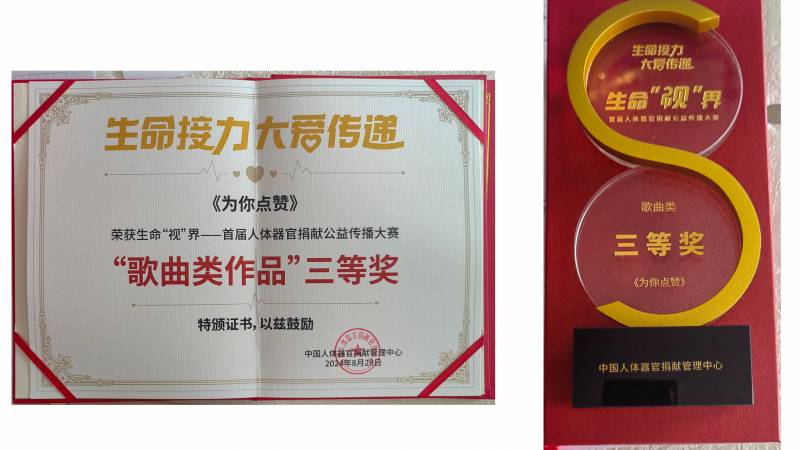 生命接力 大爱传递
《为你点赞》
荣获生命“视”界——首届人体器官捐献公益传播大赛
“歌曲类作品”三等奖
特颁证书，以兹鼓励
中国人体器官捐献管理中心
2024年8月28日
生命接力
大爱传递
生命“视”界
首届人体器官捐献公益传播大赛
歌曲类
三等奖
《为你点赞》
中国人体器官捐献管理中心